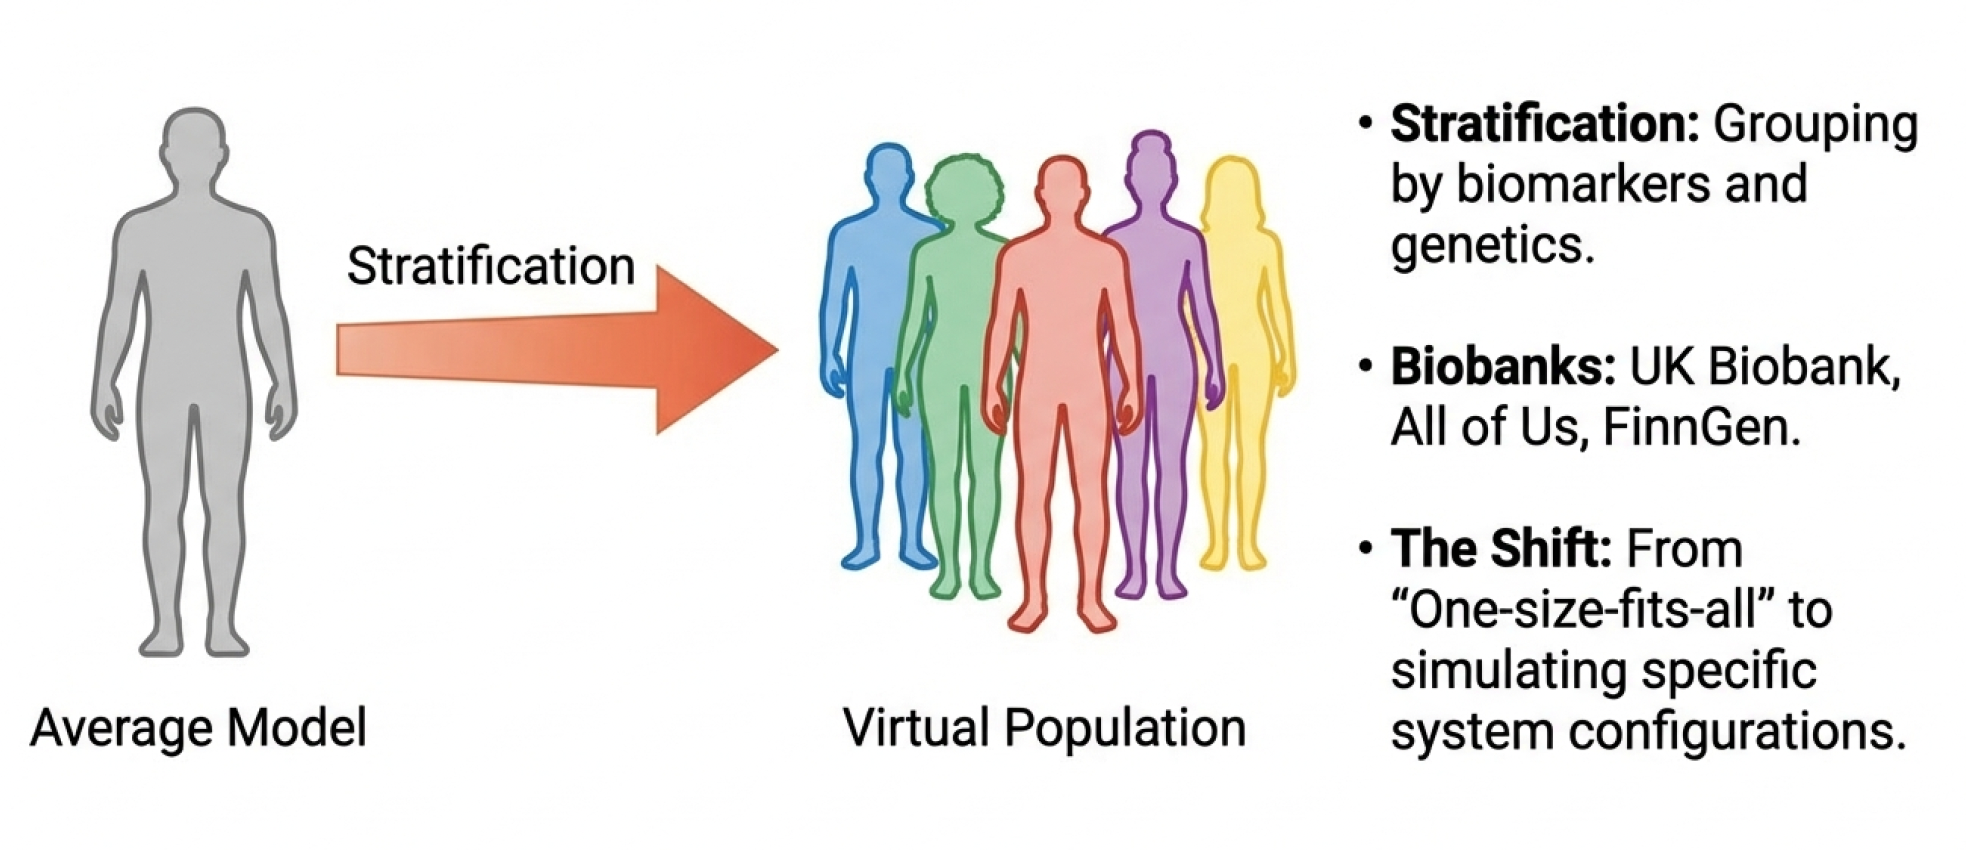 Stratification
Average Model
Virtual Population
• Stratification: Grouping
by biomarkers and
genetics.
• Biobanks: UK Biobank,
All of Us, FinnGen.
• The Shift: From
“One-size-fits-all” to
simulating specific
system configurations.